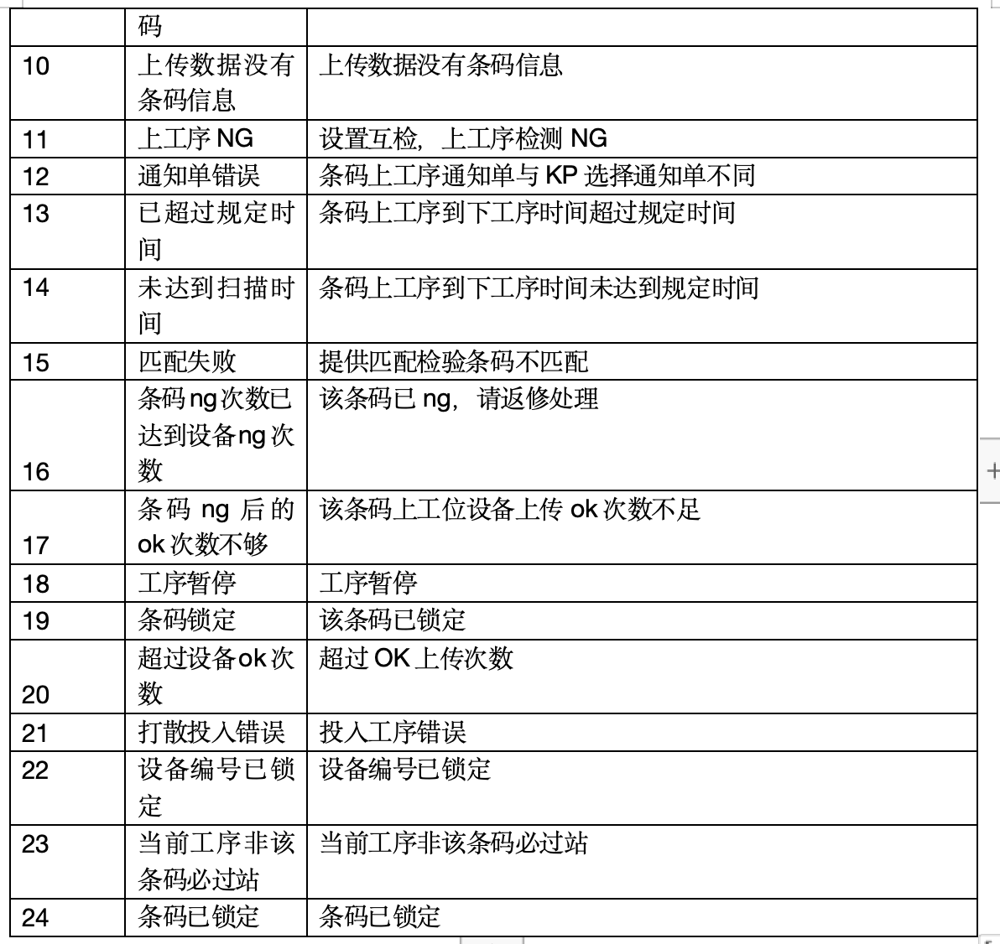 码
10 上传数据没有 上传数据没有条码信息
条码信息
11 上工序 NG 设置互检，上工序检测 NG
12 通知单错误 条码上工序通知单与 KP 选择通知单不同
13 已超过规定时 条码上工序到下工序时间超过规定时间
间
14 未达到扫描时 条码上工序到下工序时间未达到规定时间
间
15 匹配失败 提供匹配检验条码不匹配
条码 ng 次数已 该条码已 ng，请返修处理
达到设备 ng 次
16 数
条码 ng 后的 该条码上工位设备上传 ok 次数不足
17 ok 次数不够
18 工序暂停 工序暂停
19 条码锁定 该条码已锁定
超过设备 ok 次 超过 OK 上传次数
20 数
21 打散投入错误 投入工序错误
22 设备编号已锁 设备编号已锁定
定
23 当前工序非该 当前工序非该条码必过站
条码必过站
24 条码已锁定 条码已锁定